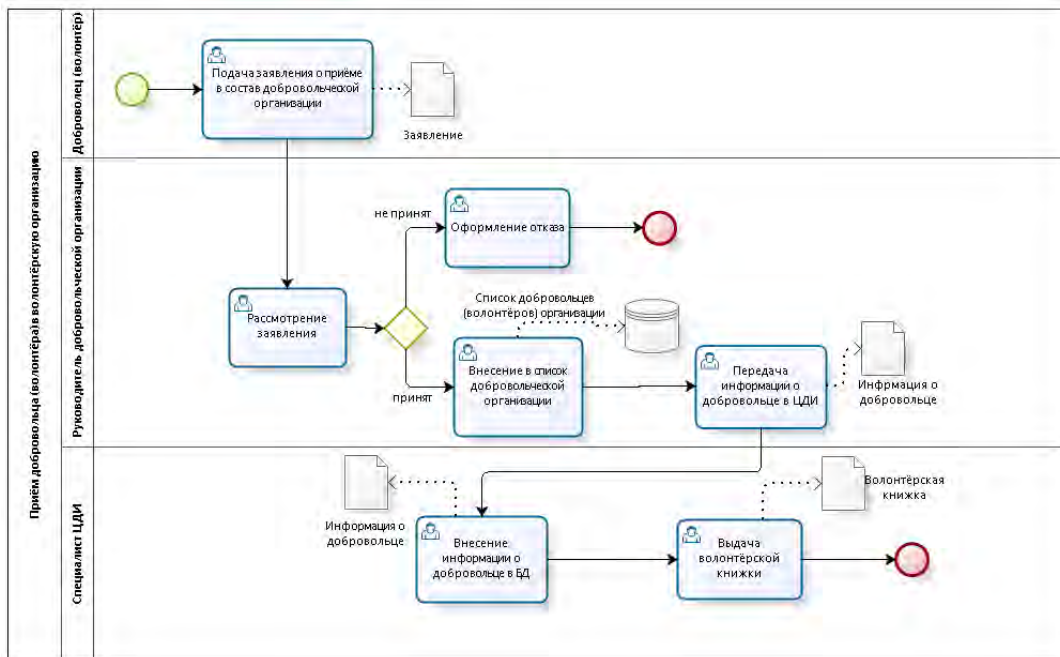 Приём добровольца (волонтёра) в волонтёрскую организацию
Доброволец (волонтёр)
Подача заявления о приёме
в состав добровольческой
организации
Заявление
Руководитель добровольческой организации
не принят
Оформление отказа
Рассмотрение
заявления
Список добровольцев
(волонтёров) организации
принят
Внесение в список
добровольческой
организации
Передача
информаций о
добровольце в ЦДИ
Инфрмация о
добровольце
Специалист ЦДИ
Информация о
добровольце
Внесение
информации о
добровольце в БД
Выдача
волонтёрской
книжки
Волонтёрская
книжка